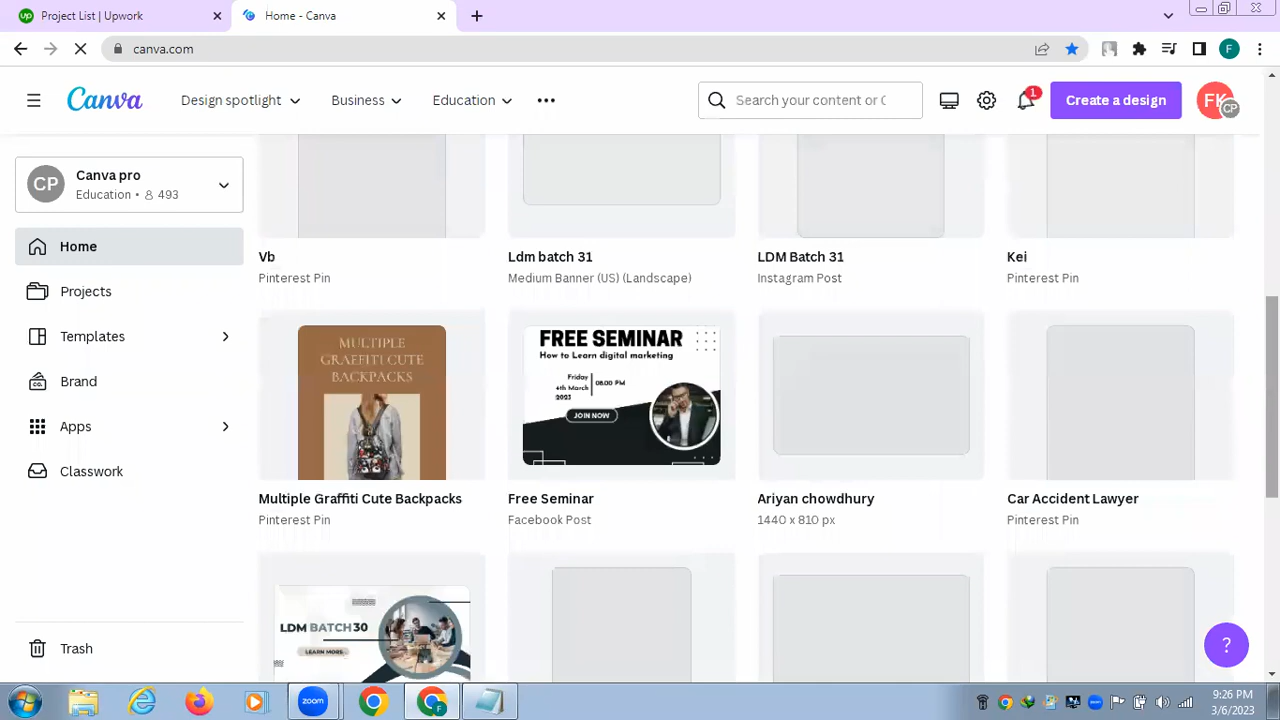 Project List | Upwork
Home - Canva
canva.com
F
Canva
Design spotlight
Business
Education
Search your content or C
1
Create a design
FK
CP
CP
Canva pro
Education • 493
Home
Projects
Templates
Brand
Apps
Classwork
Trash
Vb
Pinterest Pin
Ldm batch 31
Medium Banner (US) (Landscape)
LDM Batch 31
Instagram Post
Kei
Pinterest Pin
MULTIPLE
GRAFFITI CUTE
BACKPACKS
Multiple Graffiti Cute Backpacks
Pinterest Pin
FREE SEMINAR
How to Learn digital marketing
Friday
4th March
2023
08.00 PM
JOIN NOW
Free Seminar
Facebook Post
Ariyan chowdhury
1440 x 810 px
Car Accident Lawyer
Pinterest Pin
LDM BATCH 30
LEARN MORE
?
zoom
F
9:26 PM
3/6/2023